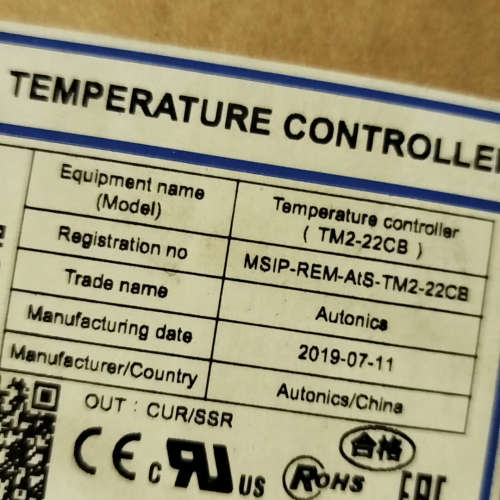 TEMPERATURE CONTROLLE
Equipment name
(Model)
Temperature controller
( TM2-22CB )
Registration no
MSIP-REM-AtS-TM2-22CB
Trade name
Autonics
Manufacturing date
2019-07-11
Manufacturer/Country
Autonics/China
OUT : CUR/SSR
CE c US RoHS 合格 EAC